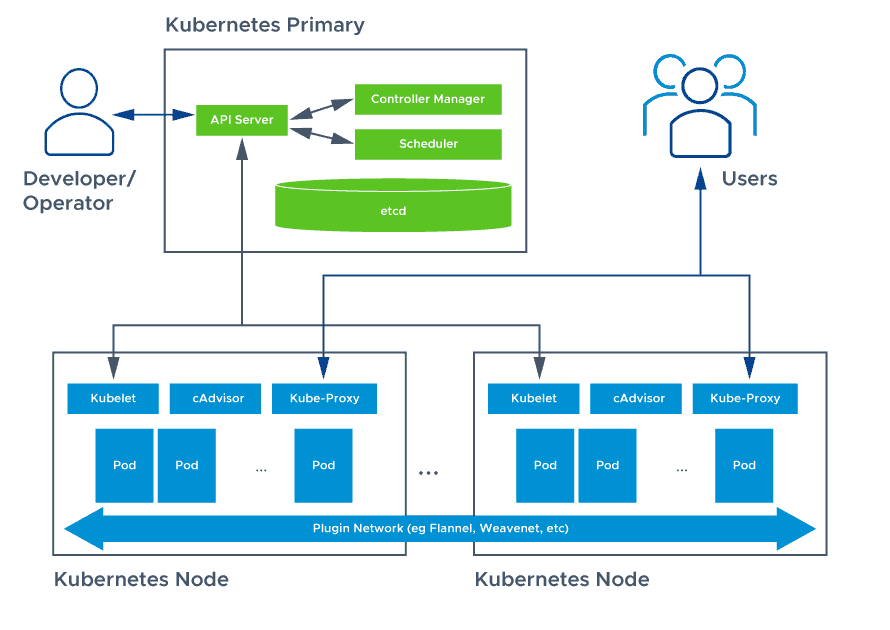 Kubernetes Primary
API Server
Controller Manager
Scheduler
etcd
Developer/
Operator
Users
Kubelet
cAdvisor
Kube-Proxy
Pod
Pod
...
Pod
Kubernetes Node
...
Kubelet
cAdvisor
Kube-Proxy
Pod
Pod
...
Pod
Plugin Network (eg Flannel, Weavenet, etc)
Kubernetes Node